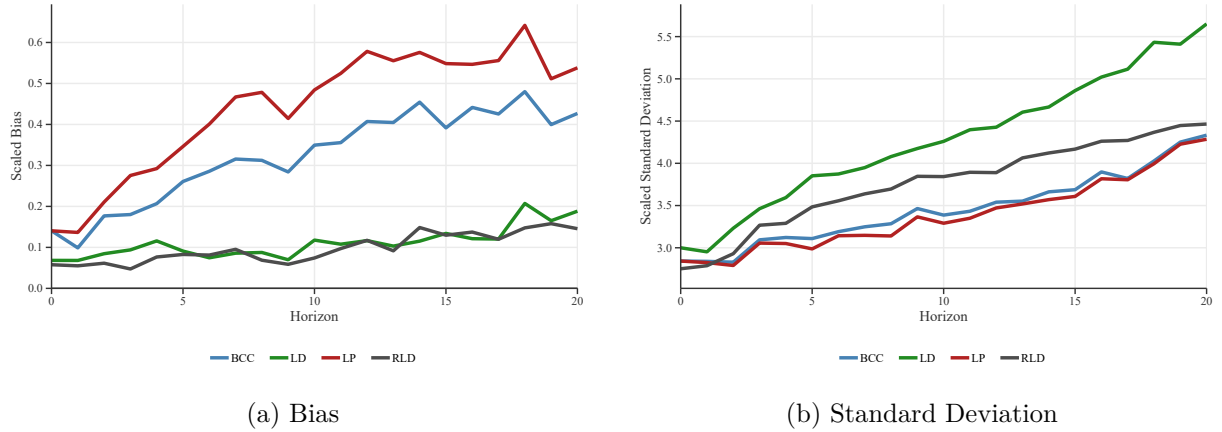 Scaled Bias
0.6
0.5
0.4
0.3
0.2
0.1
0.0
0 5 10 15 20
Horizon
BCC LD LP RLD
(a) Bias
Scaled Standard Deviation
5.5
5.0
4.5
4.0
3.5
3.0
0 5 10 15 20
Horizon
BCC LD LP RLD
(b) Standard Deviation